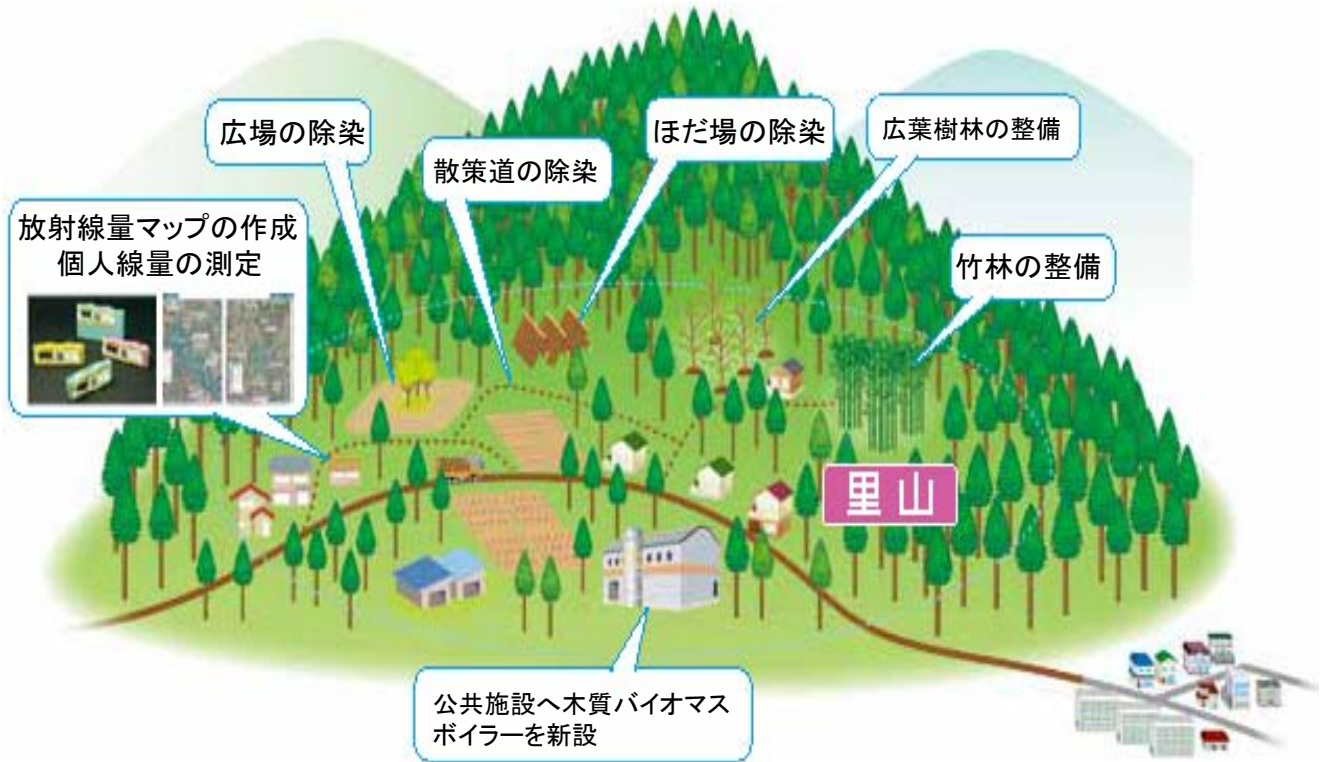 広場の除染
ほだ場の除染
広葉樹林の整備
散策道の除染
放射線量マップの作成
個人線量の測定
竹林の整備
里山
公共施設へ木質バイオマス
ボイラーを新設